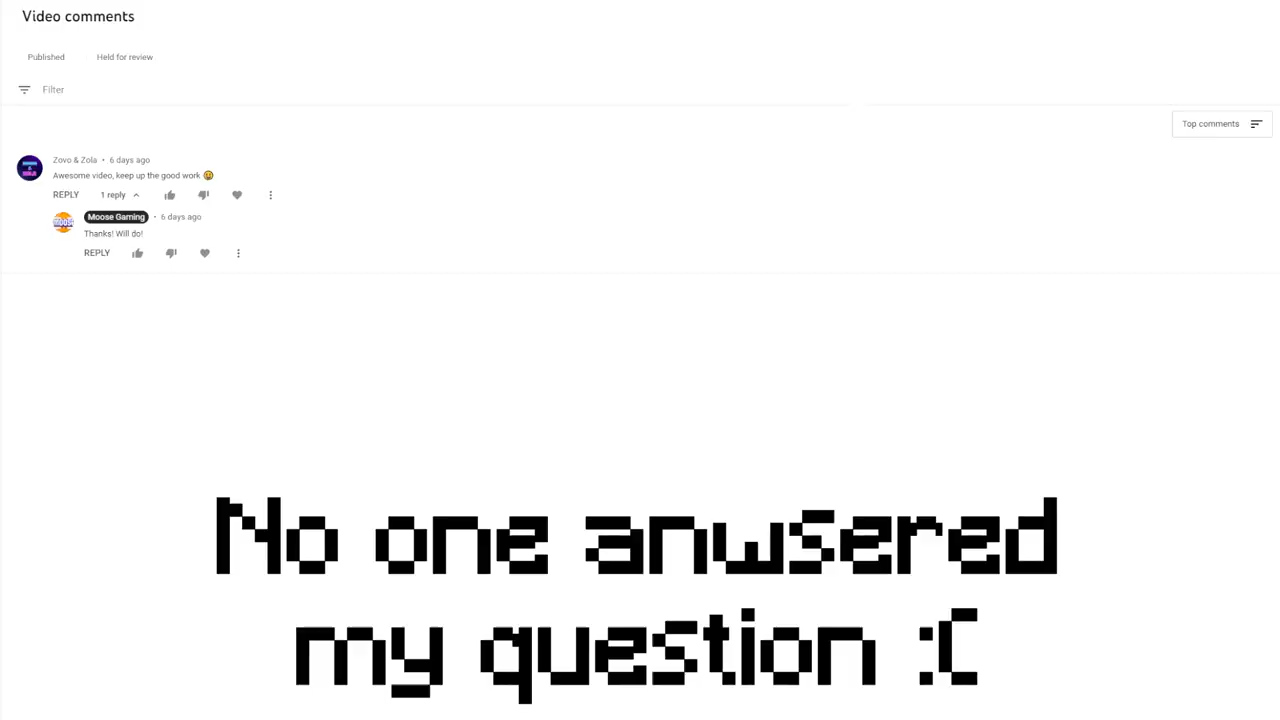 Video comments
Published Held for review
Filter
Top comments
Zovo & Zola • 6 days ago
Awesome video, keep up the good work 😀
REPLY 1 reply
Moose Gaming • 6 days ago
Thanks! Will do!
REPLY
No one anwsered
my question :(